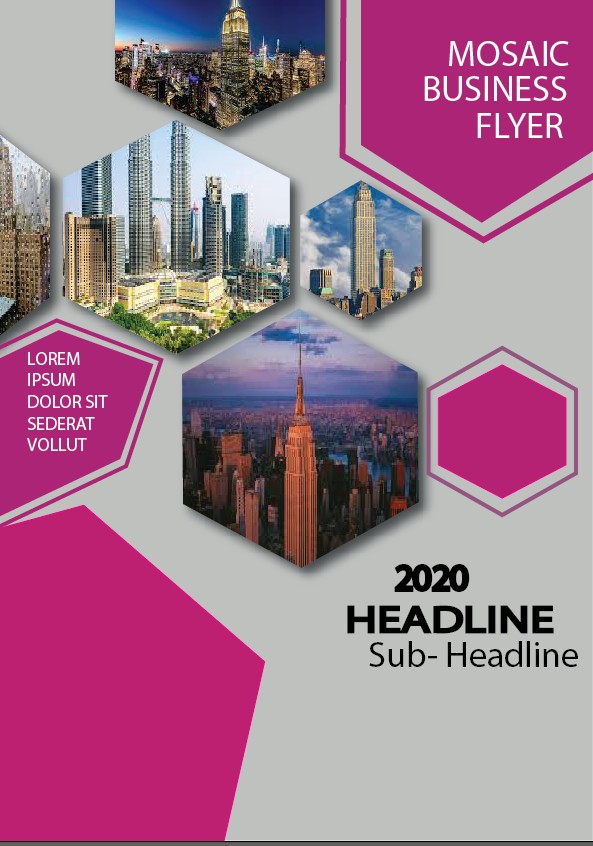 MOSAIC
BUSINESS
FLYER
LOREM
IPSUM
DOLOR SIT
SEDERAT
VOLLUT
2020
HEADLINE
Sub- Headline